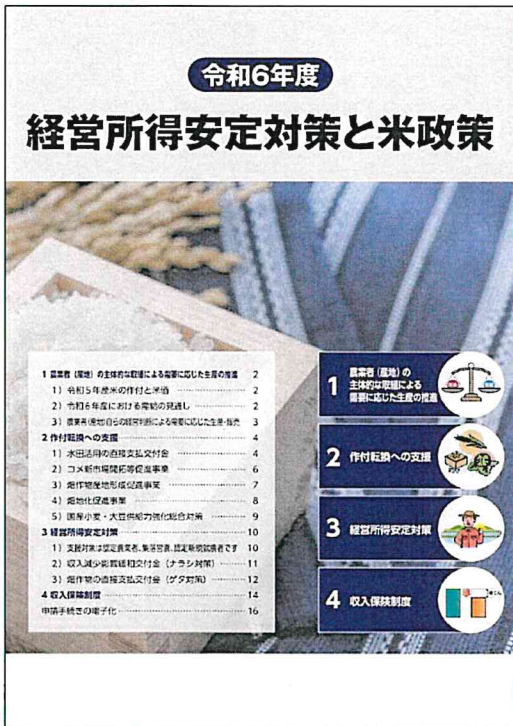 令和6年度
経営所得安定対策と米政策
1 農業者（産地）の主体的な取組による需要に応じた生産の推進 2
1）令和5年産米の作付と米価 2
2）令和6年産における需給の見通し 2
3）農業者(産地)自らの経営判断による需要に応じた生産・販売 3
2 作付転換への支援 4
1）水田活用の直接支払交付金 4
2）コメ新市場開拓等促進事業 6
3）畑作物産地形成促進事業 7
4）畑地化促進事業 8
5）国産小麦・大豆供給力強化総合対策 9
3 経営所得安定対策 10
1）支援対象は認定農業者、集落営農、認定新規就農者です 10
2）収入減少影響緩和交付金（ナラシ対策） 11
3）畑作物の直接支払交付金（ゲタ対策） 12
4 収入保険制度 14
申請手続きの電子化 16
1 農業者（産地）の
主体的な取組による
需要に応じた生産の推進
2 作付転換への支援
3 経営所得安定対策
4 収入保険制度